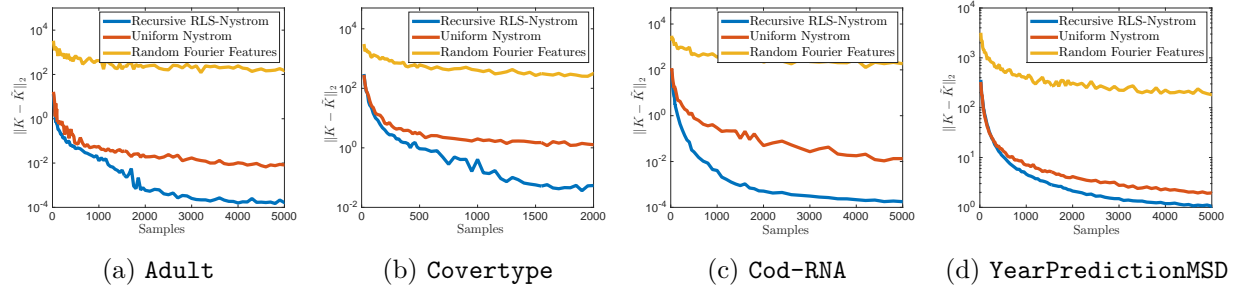 10^4
10^2
1
10^-2
10^-4
‖K − K̃‖₂
Recursive RLS-Nystrom
Uniform Nystrom
Random Fourier Features
0 1000 2000 3000 4000 5000
Samples
(a) Adult
10^4
10^2
10^0
10^-2
‖K − K̃‖₂
Recursive RLS-Nystrom
Uniform Nystrom
Random Fourier Features
0 500 1000 1500 2000
Samples
(b) Covertype
10^4
10^2
1
10^-2
10^-4
‖K − K̃‖₂
Recursive RLS-Nystrom
Uniform Nystrom
Random Fourier Features
0 1000 2000 3000 4000 5000
Samples
(c) Cod-RNA
10^4
10^3
10^2
10^1
10^0
‖K − K̃‖₂
Recursive RLS-Nystrom
Uniform Nystrom
Random Fourier Features
0 1000 2000 3000 4000 5000
Samples
(d) YearPredictionMSD